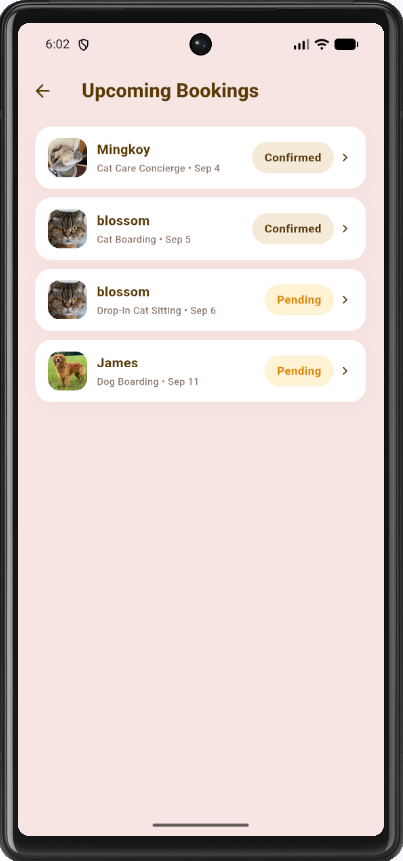 6:02
Upcoming Bookings
Mingkoy
Cat Care Concierge • Sep 4
Confirmed
blossom
Cat Boarding • Sep 5
Confirmed
blossom
Drop-In Cat Sitting • Sep 6
Pending
James
Dog Boarding • Sep 11
Pending